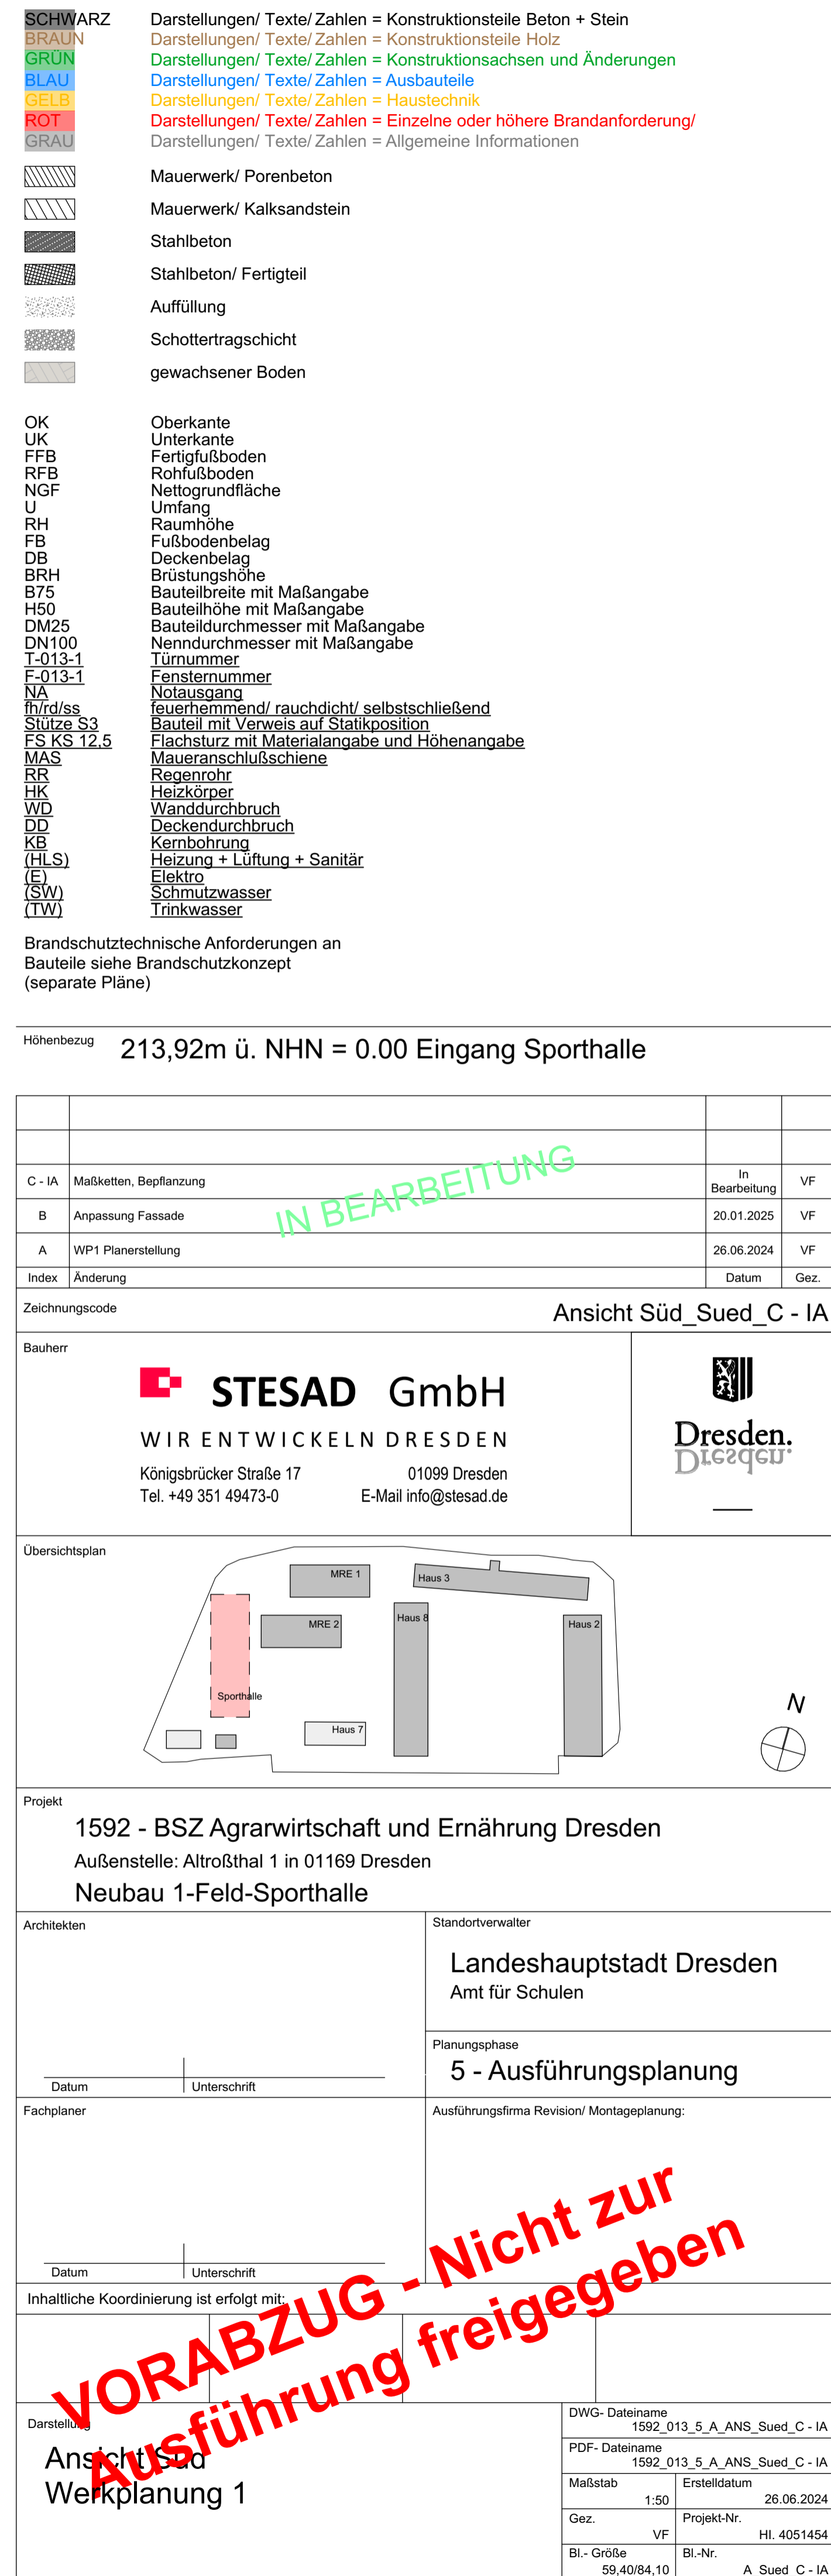 SCHWARZ Darstellungen/ Texte/ Zahlen = Konstruktionsteile Beton + Stein
BRAUN Darstellungen/ Texte/ Zahlen = Konstruktionsteile Holz
GRÜN Darstellungen/ Texte/ Zahlen = Konstruktionsachsen und Änderungen
BLAU Darstellungen/ Texte/ Zahlen = Ausbauteile
GELB Darstellungen/ Texte/ Zahlen = Haustechnik
ROT Darstellungen/ Texte/ Zahlen = Einzelne oder höhere Brandanforderung/
GRAU Darstellungen/ Texte/ Zahlen = Allgemeine Informationen
Mauerwerk/ Porenbeton
Mauerwerk/ Kalksandstein
Stahlbeton
Stahlbeton/ Fertigteil
Auffüllung
Schottertragschicht
gewachsener Boden
OK Oberkante
UK Unterkante
FFB Fertigfußboden
RFB Rohfußboden
NGF Nettogrundfläche
U Umfang
RH Raumhöhe
FB Fußbodenbelag
DB Deckenbelag
BRH Brüstungshöhe
B75 Bauteilbreite mit Maßangabe
H50 Bauteilhöhe mit Maßangabe
DM25 Bauteildurchmesser mit Maßangabe
DN100 Nenndurchmesser mit Maßangabe
T-013-1 Türnummer
F-013-1 Fensternummer
NA Notausgang
fh/rd/ss feuerhemmend/ rauchdicht/ selbstschließend
Stütze S3 Bauteil mit Verweis auf Statikposition
FS KS 12,5 Flachsturz mit Materialangabe und Höhenangabe
MAS Maueranschlußschiene
RR Regenrohr
HK Heizkörper
WD Wanddurchbruch
DD Deckendurchbruch
KB Kernbohrung
(HLS) Heizung + Lüftung + Sanitär
(E) Elektro
(SW) Schmutzwasser
(TW) Trinkwasser
Brandschutztechnische Anforderungen an
Bauteile siehe Brandschutzkonzept
(separate Pläne)
Höhenbezug 213,92m ü. NHN = 0.00 Eingang Sporthalle
IN BEARBEITUNG
C - IA Maßketten, Bepflanzung In Bearbeitung VF
B Anpassung Fassade 20.01.2025 VF
A WP1 Planerstellung 26.06.2024 VF
Index Änderung Datum Gez.
Zeichnungscode Ansicht Süd_Sued_C - IA
Bauherr
STESAD GmbH
WIR ENTWICKELN DRESDEN
Königsbrücker Straße 17 01099 Dresden
Tel. +49 351 49473-0 E-Mail info@stesad.de
Dresden.
Dresden.
Übersichtsplan
MRE 1
Haus 3
MRE 2
Haus 8
Haus 2
Sporthalle
Haus 7
N
Projekt
1592 - BSZ Agrarwirtschaft und Ernährung Dresden
Außenstelle: Altroßthal 1 in 01169 Dresden
Neubau 1-Feld-Sporthalle
Architekten
Datum Unterschrift
Standortverwalter
Landeshauptstadt Dresden
Amt für Schulen
Planungsphase
5 - Ausführungsplanung
Fachplaner
Datum Unterschrift
Ausführungsfirma Revision/ Montageplanung:
Inhaltliche Koordinierung ist erfolgt mit:
VORABZUG - Nicht zur
Ausführung freigegeben
Darstellung
Ansicht Süd
Werkplanung 1
DWG- Dateiname
1592_013_5_A_ANS_Sued_C - IA
PDF- Dateiname
1592_013_5_A_ANS_Sued_C - IA
Maßstab Erstelldatum
1:50 26.06.2024
Gez. Projekt-Nr.
VF HI. 4051454
Bl.- Größe Bl.-Nr.
59,40/84,10 A_Sued_C - IA